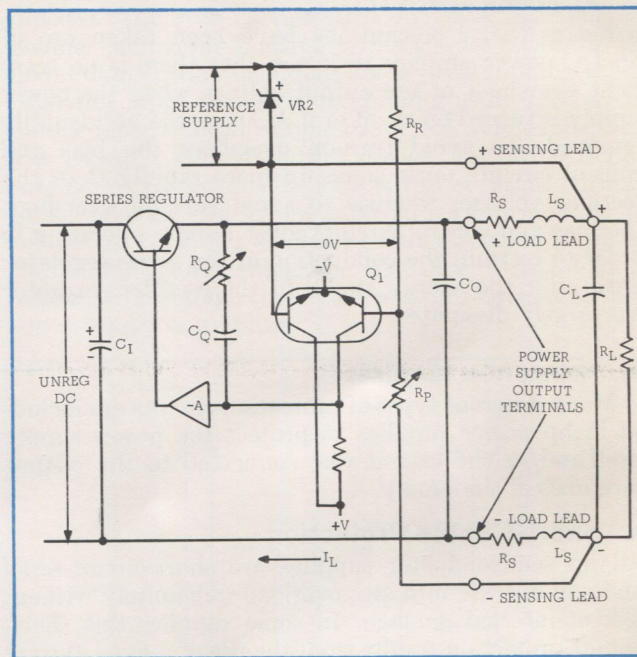 REFERENCE
SUPPLY
+
-
VR2
R_R
+ SENSING LEAD
SERIES REGULATOR
+
R_S
L_S
+
+ LOAD LEAD
0V
R_Q
-V
Q_1
C_O
C_L
+
-
C_I
C_Q
R_L
UNREG
DC
-A
R_P
POWER
SUPPLY
OUTPUT
TERMINALS
+V
- LOAD LEAD
-
-
I_L
R_S
L_S
- SENSING LEAD